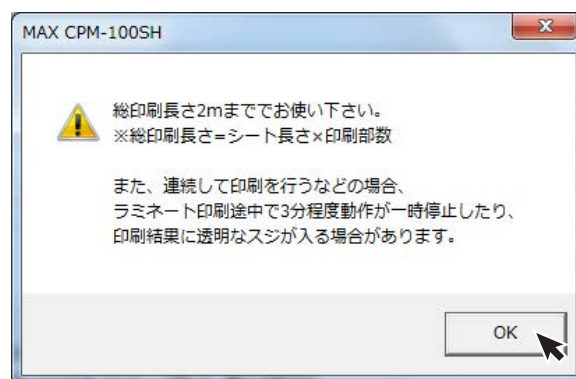 MAX CPM-100SH
総印刷長さ2mまででお使い下さい。
※総印刷長さ=シート長さ×印刷部数
また、連続して印刷を行うなどの場合、
ラミネート印刷途中で3分程度動作が一時停止したり、
印刷結果に透明なスジが入る場合があります。
OK